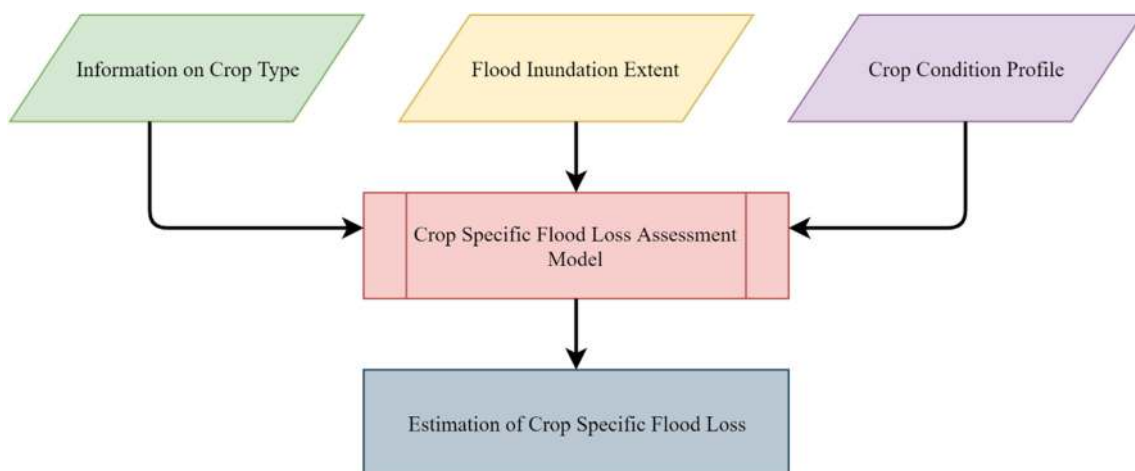 Information on Crop Type
Flood Inundation Extent
Crop Condition Profile
Crop Specific Flood Loss Assessment
Model
Estimation of Crop Specific Flood Loss